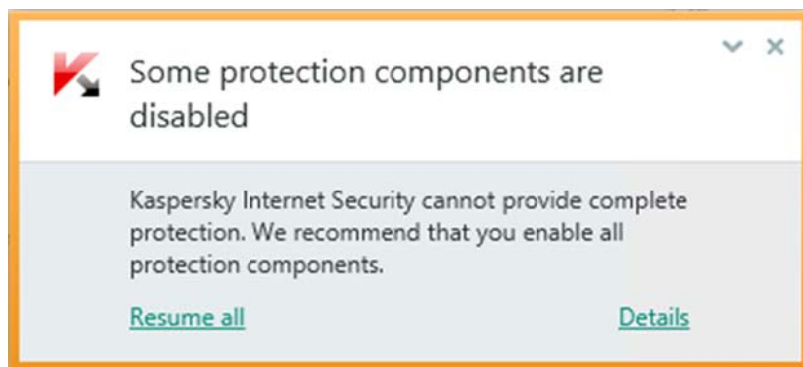 Some protection components are
disabled
Kaspersky Internet Security cannot provide complete
protection. We recommend that you enable all
protection components.
Resume all
Details